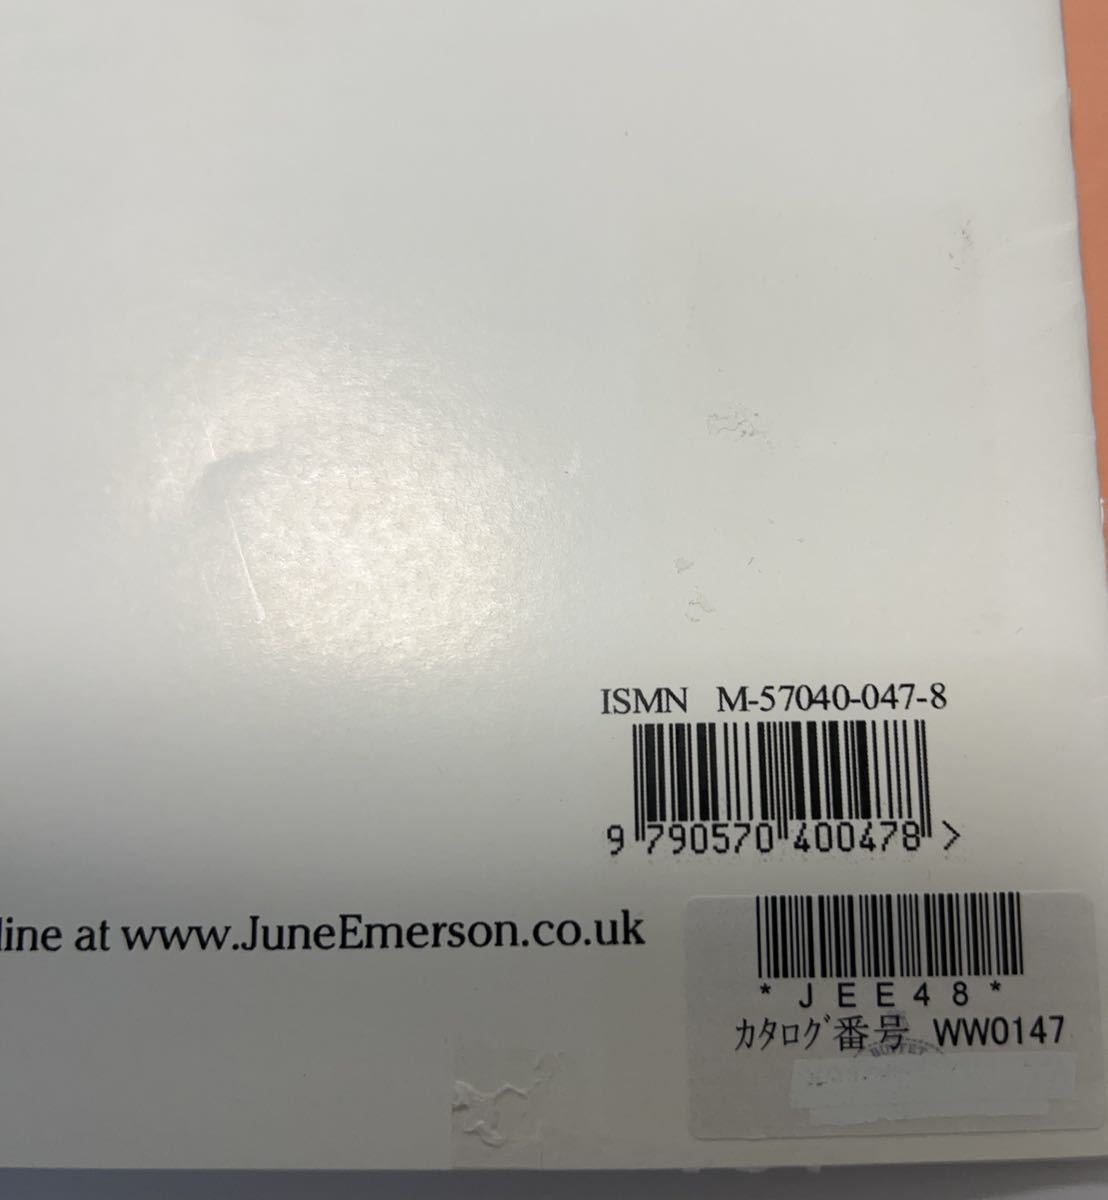 ISMN M-57040-047-8
9 790570 400478 >
line at www.JuneEmerson.co.uk
* J E E 4 8 *
カタログ番号 WW0147
BUFFET